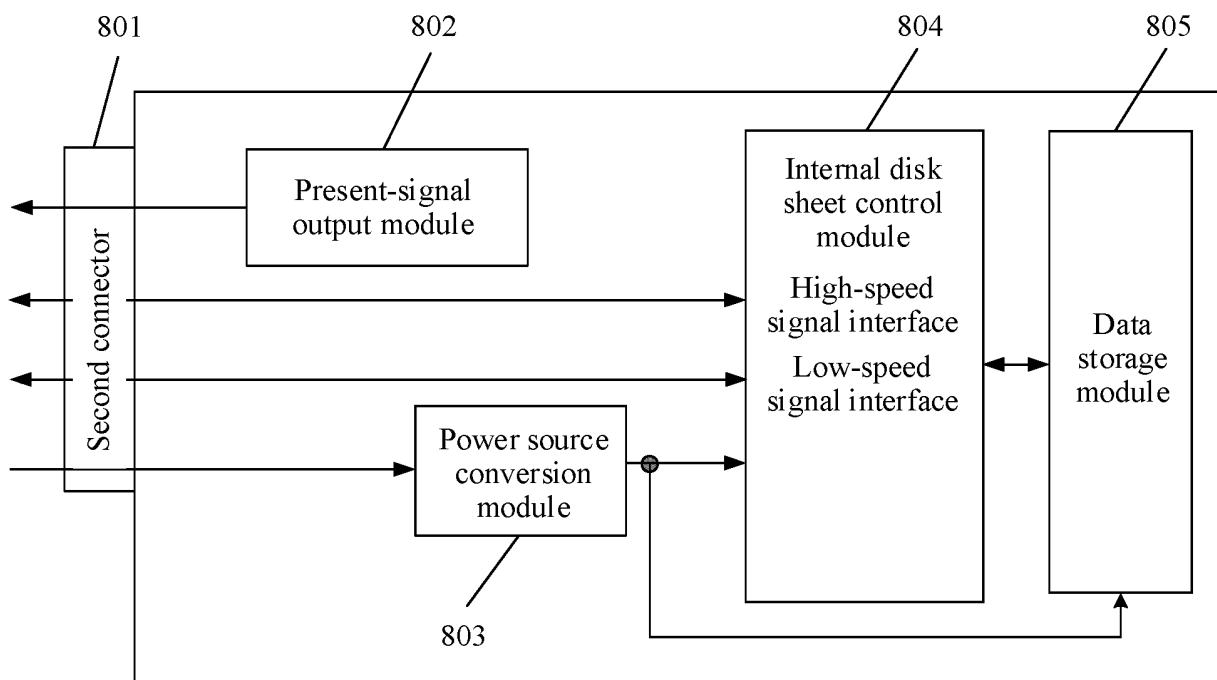 801
802
804
805
Present-signal
output module
Internal disk
sheet control
module
High-speed
signal interface
Low-speed
signal interface
Data
storage
module
Second connector
Power source
conversion
module
803